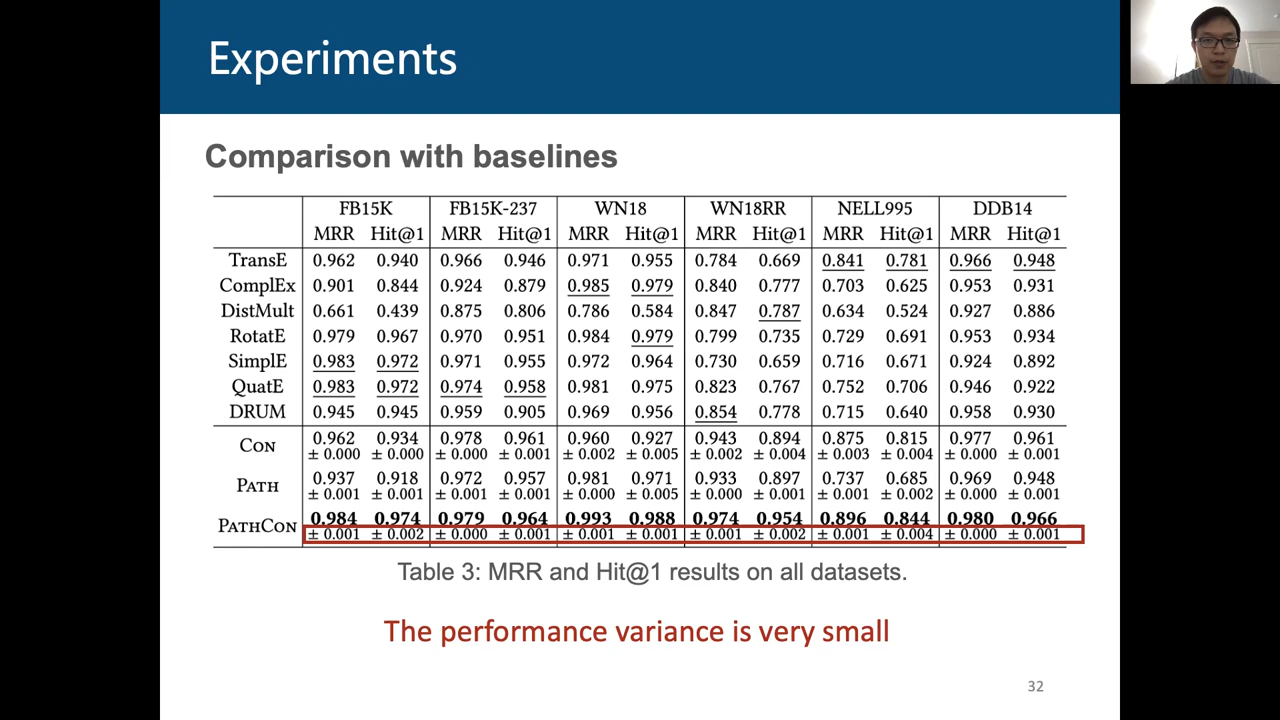 Experiments
Comparison with baselines
FB15K FB15K-237 WN18 WN18RR NELL995 DDB14
MRR Hit@1 MRR Hit@1 MRR Hit@1 MRR Hit@1 MRR Hit@1 MRR Hit@1
TransE 0.962 0.940 0.966 0.946 0.971 0.955 0.784 0.669 0.841 0.781 0.966 0.948
ComplEx 0.901 0.844 0.924 0.879 0.985 0.979 0.840 0.777 0.703 0.625 0.953 0.931
DistMult 0.661 0.439 0.875 0.806 0.786 0.584 0.847 0.787 0.634 0.524 0.927 0.886
RotatE 0.979 0.967 0.970 0.951 0.984 0.979 0.799 0.735 0.729 0.691 0.953 0.934
SimplE 0.983 0.972 0.971 0.955 0.972 0.964 0.730 0.659 0.716 0.671 0.924 0.892
QuatE 0.983 0.972 0.974 0.958 0.981 0.975 0.823 0.767 0.752 0.706 0.946 0.922
DRUM 0.945 0.945 0.959 0.905 0.969 0.956 0.854 0.778 0.715 0.640 0.958 0.930
Con 0.962 0.934 0.978 0.961 0.960 0.927 0.943 0.894 0.875 0.815 0.977 0.961
± 0.000 ± 0.000 ± 0.000 ± 0.001 ± 0.002 ± 0.005 ± 0.002 ± 0.004 ± 0.003 ± 0.004 ± 0.000 ± 0.001
Path 0.937 0.918 0.972 0.957 0.981 0.971 0.933 0.897 0.737 0.685 0.969 0.948
± 0.001 ± 0.001 ± 0.001 ± 0.001 ± 0.000 ± 0.005 ± 0.000 ± 0.001 ± 0.001 ± 0.002 ± 0.000 ± 0.001
PathCon 0.984 0.974 0.979 0.964 0.993 0.988 0.974 0.954 0.896 0.844 0.980 0.966
± 0.001 ± 0.002 ± 0.000 ± 0.001 ± 0.001 ± 0.001 ± 0.001 ± 0.002 ± 0.001 ± 0.004 ± 0.000 ± 0.001
Table 3: MRR and Hit@1 results on all datasets.
The performance variance is very small
32